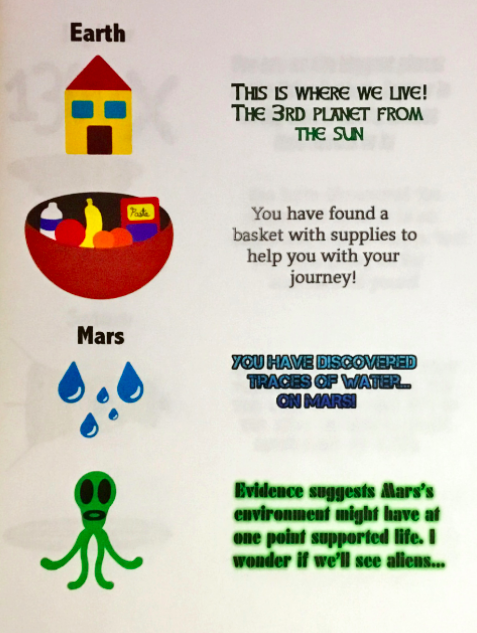 Earth
THIS IS WHERE WE LIVE!
THE 3RD PLANET FROM
THE SUN
Pasta
You have found a
basket with supplies to
help you with your
journey!
Mars
YOU HAVE DISCOVERED
TRACES OF WATER...
ON MARS!
Evidence suggests Mars's
environment might have at
one point supported life. I
wonder if we'll see aliens...